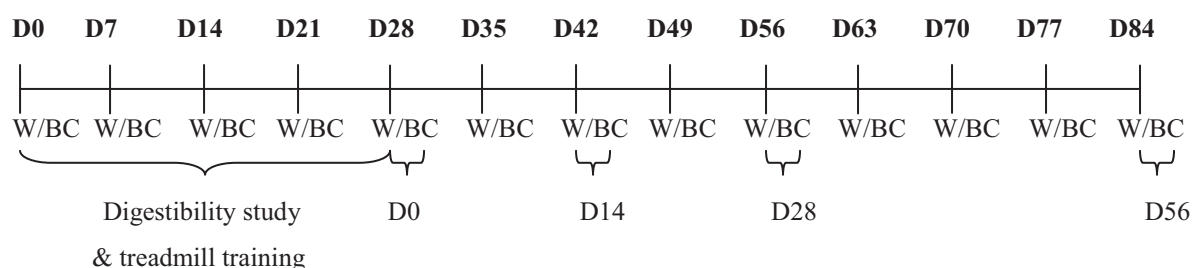 D0 D7 D14 D21 D28 D35 D42 D49 D56 D63 D70 D77 D84
W/BC W/BC W/BC W/BC W/BC W/BC W/BC W/BC W/BC W/BC W/BC W/BC W/BC
Digestibility study D0 D14 D28 D56
& treadmill training